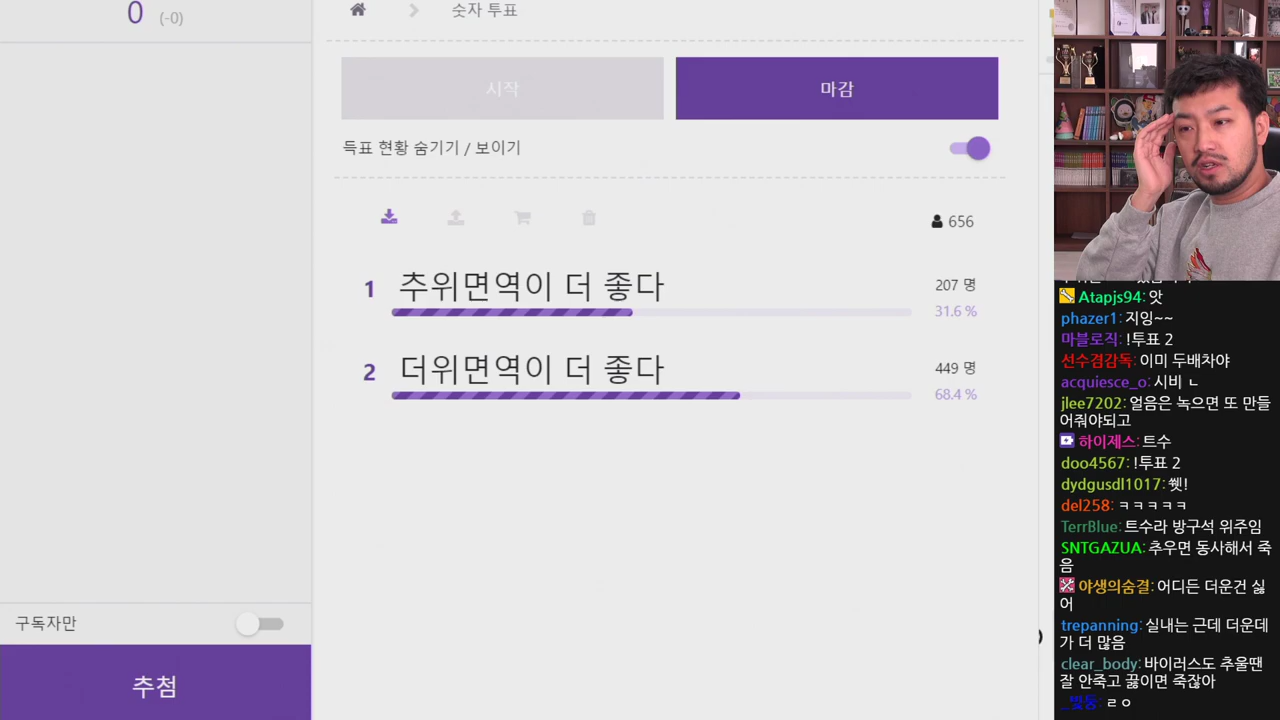 0 (-0)
숫자 투표
시작
마감
득표 현황 숨기기 / 보이기
656
1 추위면역이 더 좋다 207 명
31.6 %
2 더위면역이 더 좋다 449 명
68.4 %
구독자만
추첨
Atapjs94: 앗
phazer1: 지잉~~
마블로직: !투표 2
선수겸감독: 이미 두배차야
acquiesce_o: 시비 ㄴ
jlee7202: 얼음은 녹으면 또 만들
어줘야되고
하이제스: 트수
doo4567: !투표 2
dydgusdl1017: 쮓!
del258: ㅋㅋㅋㅋㅋ
TerrBlue: 트수라 방구석 위주임
SNTGAZUA: 추우면 동사해서 죽
음
야생의숨결: 어디든 더운건 싫
어
trepanning: 실내는 근데 더운데
가 더 많음
clear_body: 바이러스도 추울땐
잘 안죽고 끓이면 죽잖아
ㄹㅇ